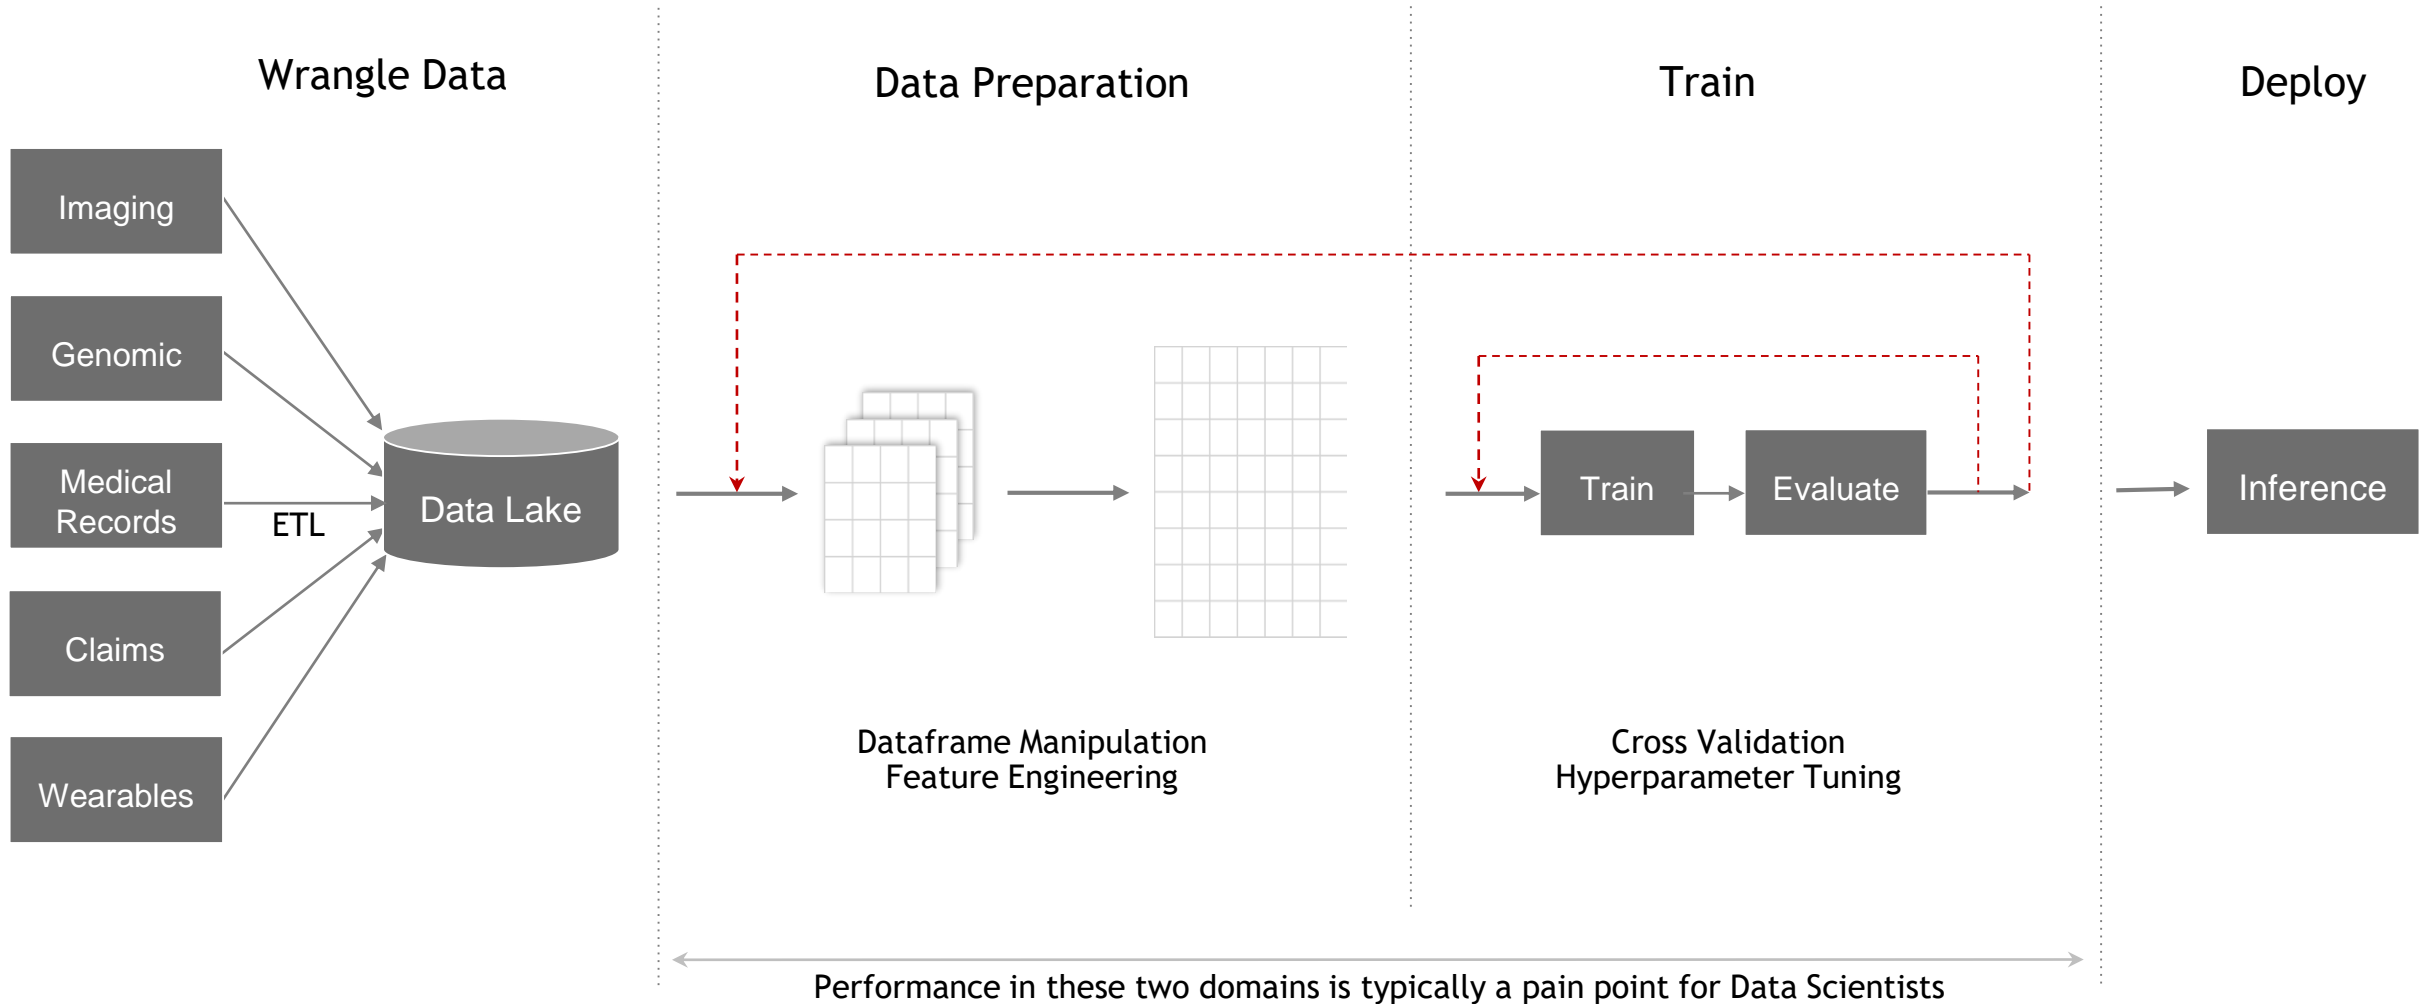 Wrangle Data
Data Preparation
Train
Deploy
Imaging
Genomic
Medical
Records
Claims
Wearables
ETL
Data Lake
Train
Evaluate
Inference
Dataframe Manipulation
Feature Engineering
Cross Validation
Hyperparameter Tuning
Performance in these two domains is typically a pain point for Data Scientists